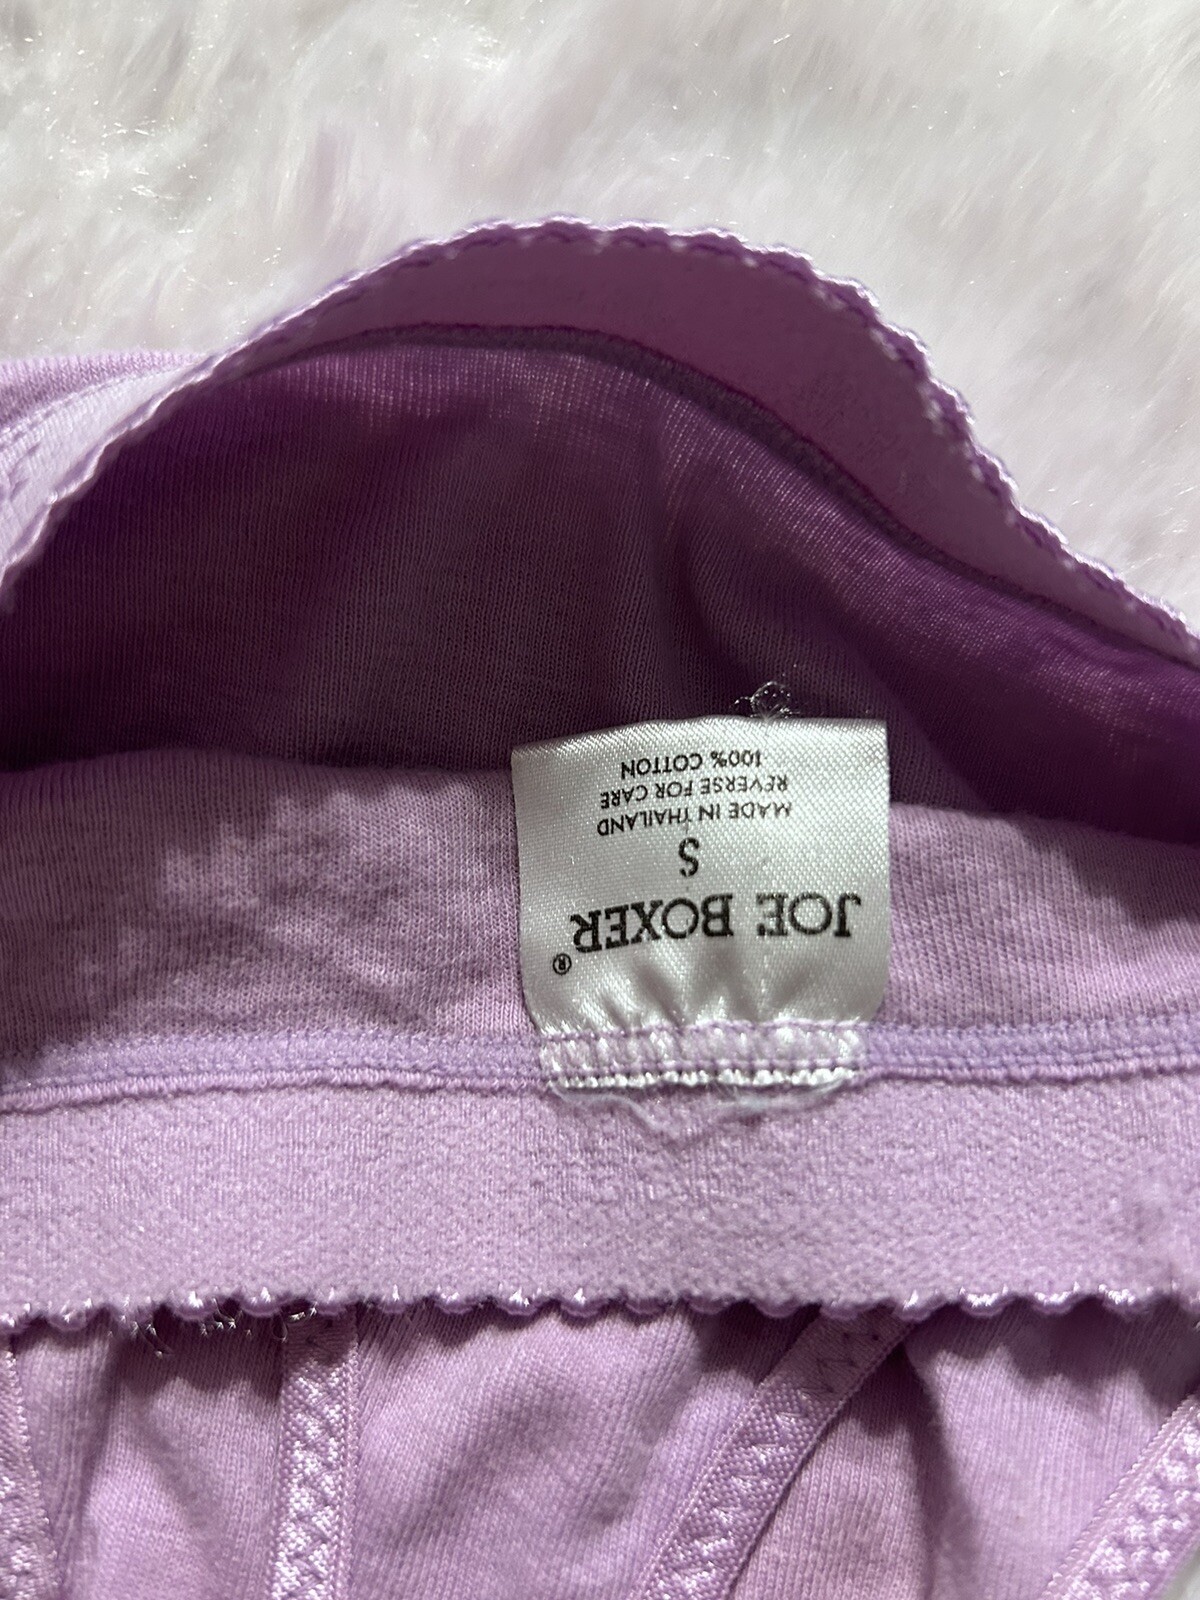 JOE BOXER®
S
MADE IN THAILAND
REVERSE FOR CARE
100% COTTON